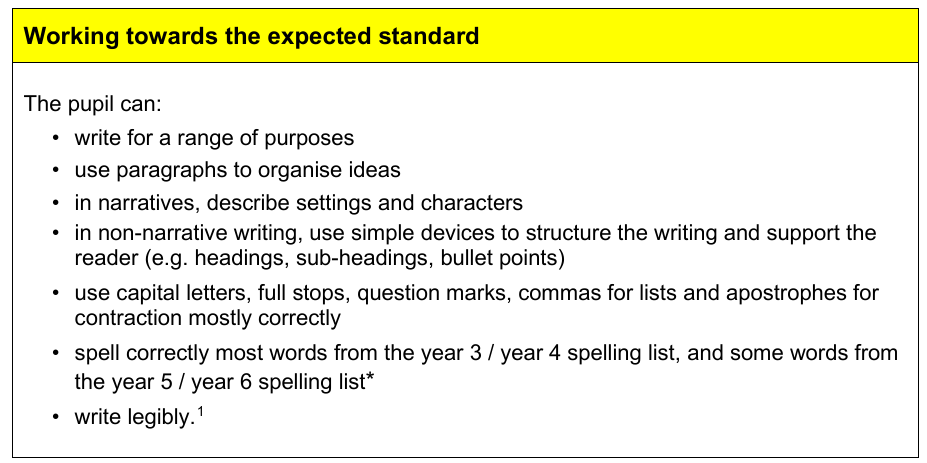 Working towards the expected standard
The pupil can:
• write for a range of purposes
• use paragraphs to organise ideas
• in narratives, describe settings and characters
• in non-narrative writing, use simple devices to structure the writing and support the
reader (e.g. headings, sub-headings, bullet points)
• use capital letters, full stops, question marks, commas for lists and apostrophes for
contraction mostly correctly
• spell correctly most words from the year 3 / year 4 spelling list, and some words from
the year 5 / year 6 spelling list*
• write legibly.¹